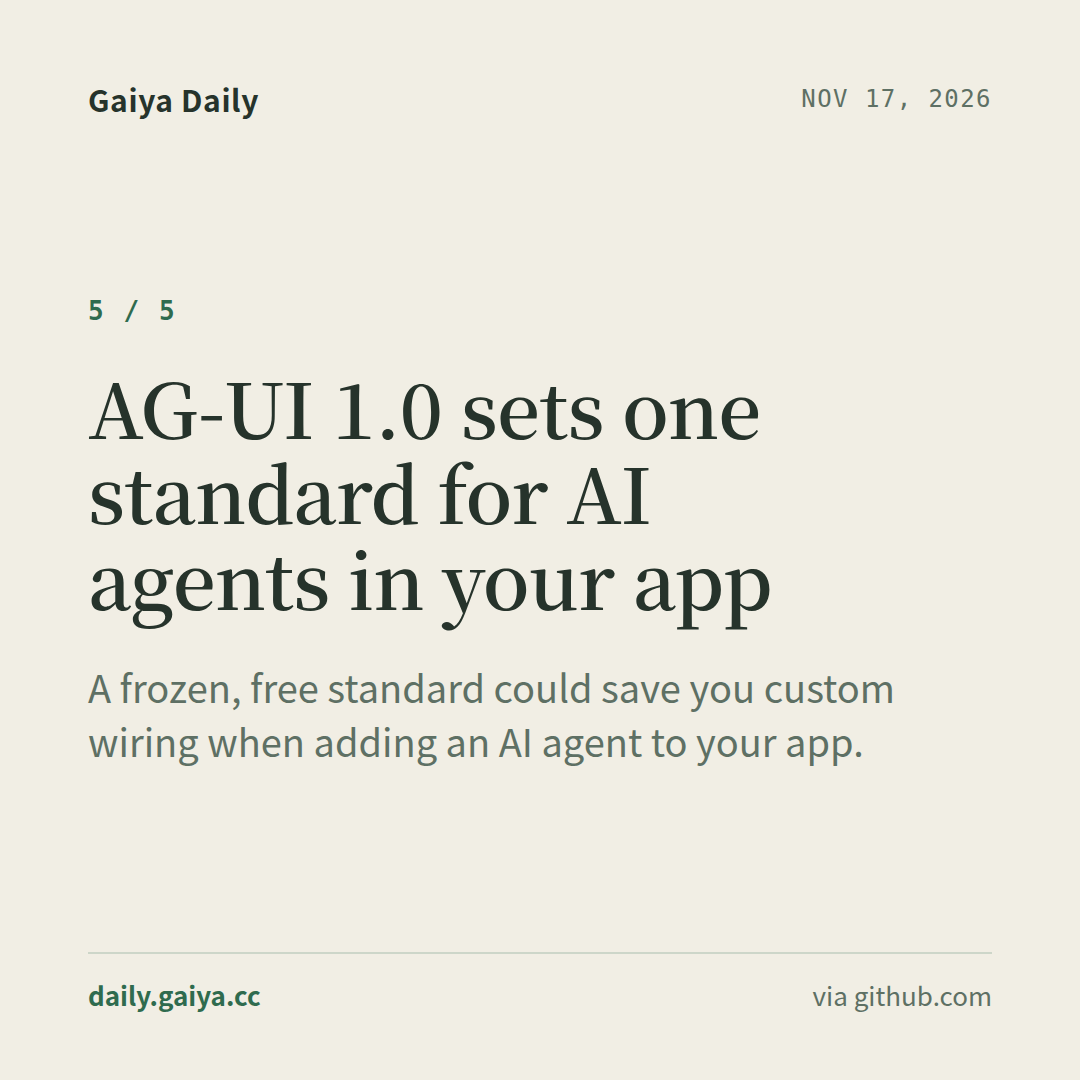 Gaiya Daily
NOV 17, 2026
5 / 5
AG-UI 1.0 sets one
standard for AI
agents in your app
A frozen, free standard could save you custom
wiring when adding an AI agent to your app.
daily.gaiya.cc
via github.com